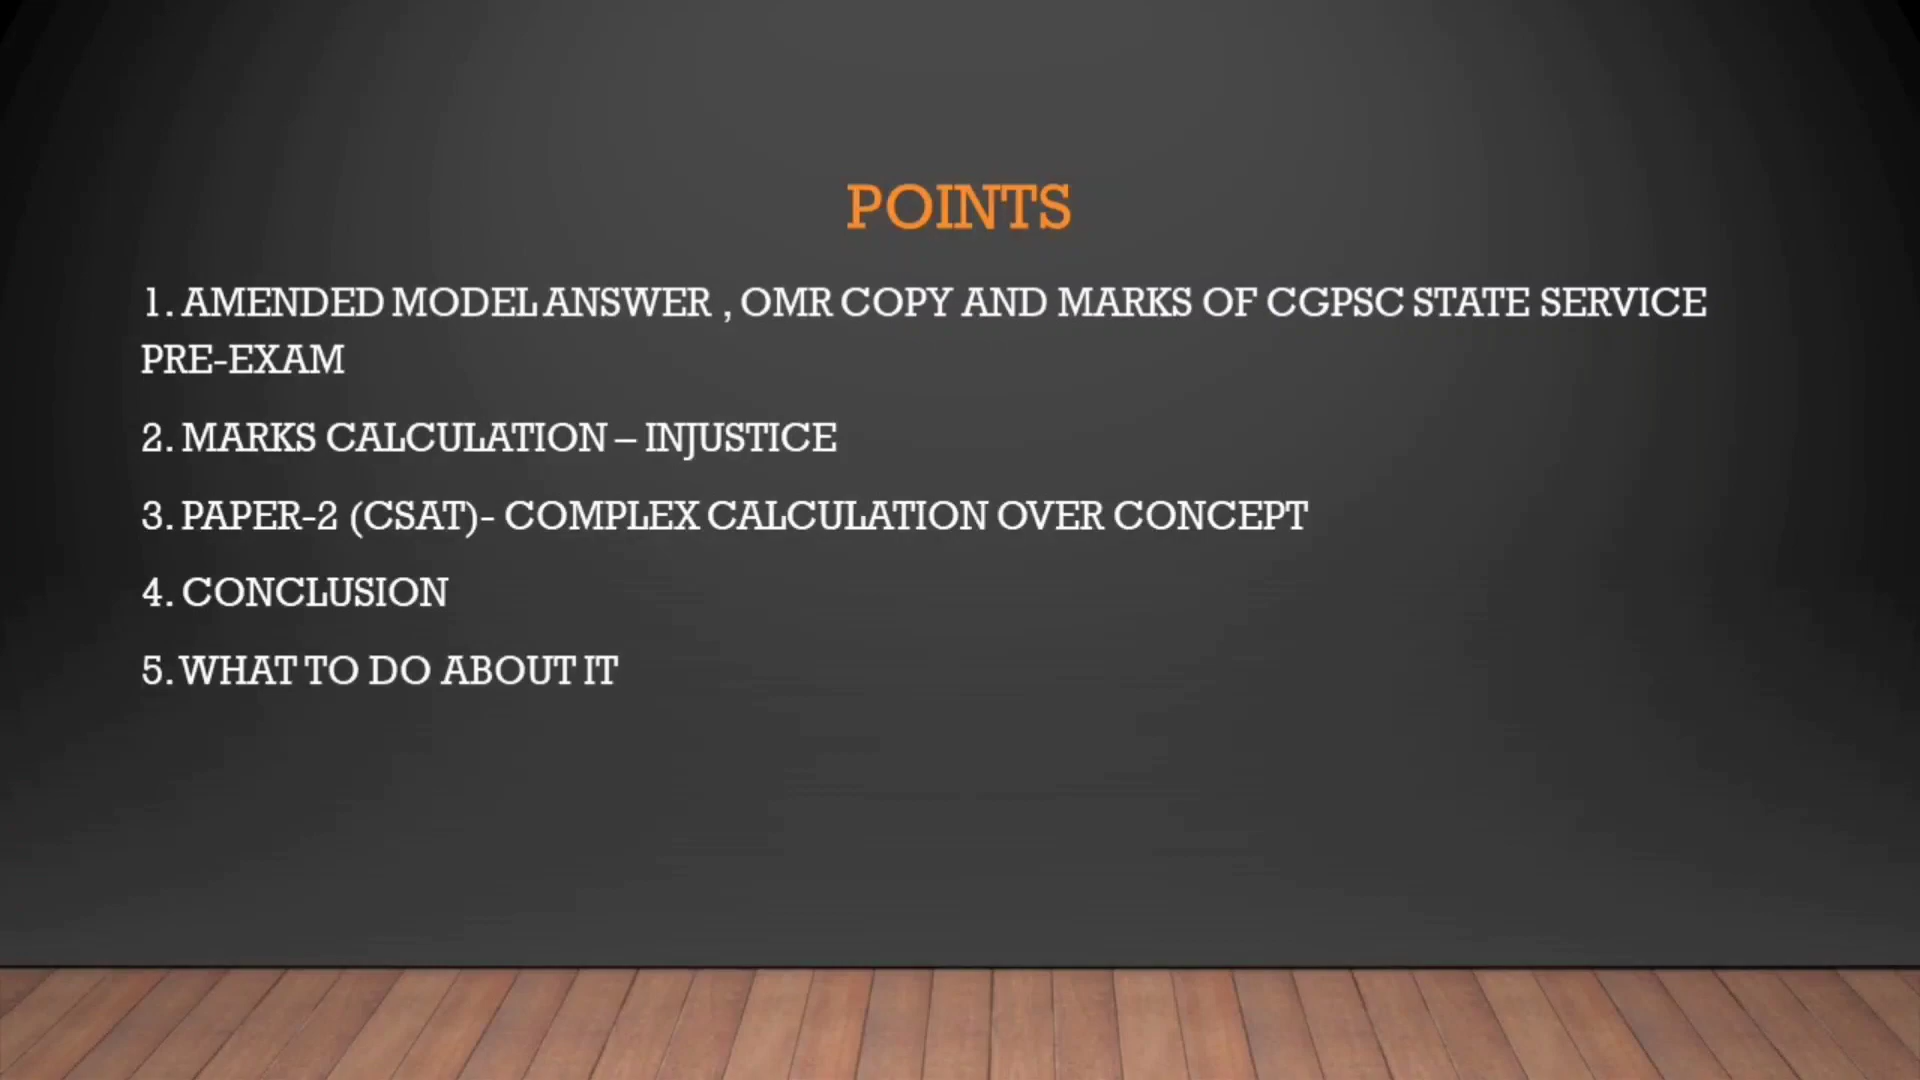 POINTS
1. AMENDED MODEL ANSWER , OMR COPY AND MARKS OF CGPSC STATE SERVICE
PRE-EXAM
2. MARKS CALCULATION – INJUSTICE
3. PAPER-2 (CSAT)- COMPLEX CALCULATION OVER CONCEPT
4. CONCLUSION
5. WHAT TO DO ABOUT IT